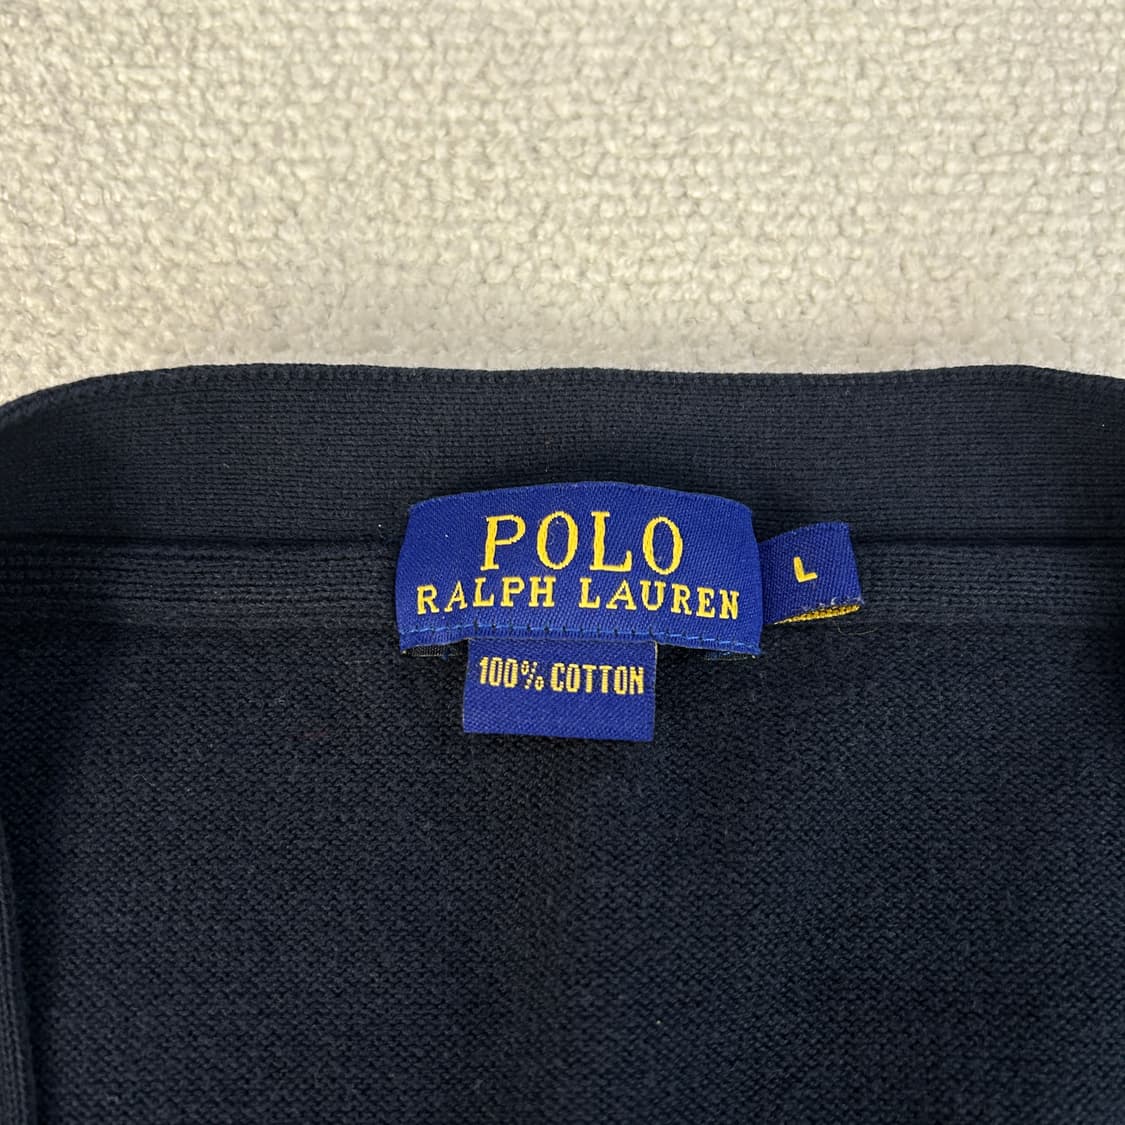 POLO
RALPH LAUREN
L
100% COTTON